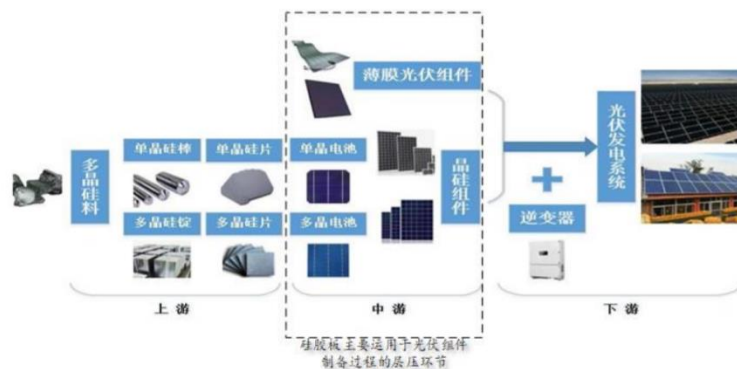 薄膜光伏组件
多晶硅料
单晶硅棒
单晶硅片
单晶电池
多晶硅锭
多晶硅片
多晶电池
晶硅组件
逆变器
光伏发电系统
上 游
中 游
下 游
硅胶板主要运用于光伏组件
制备过程的层压环节